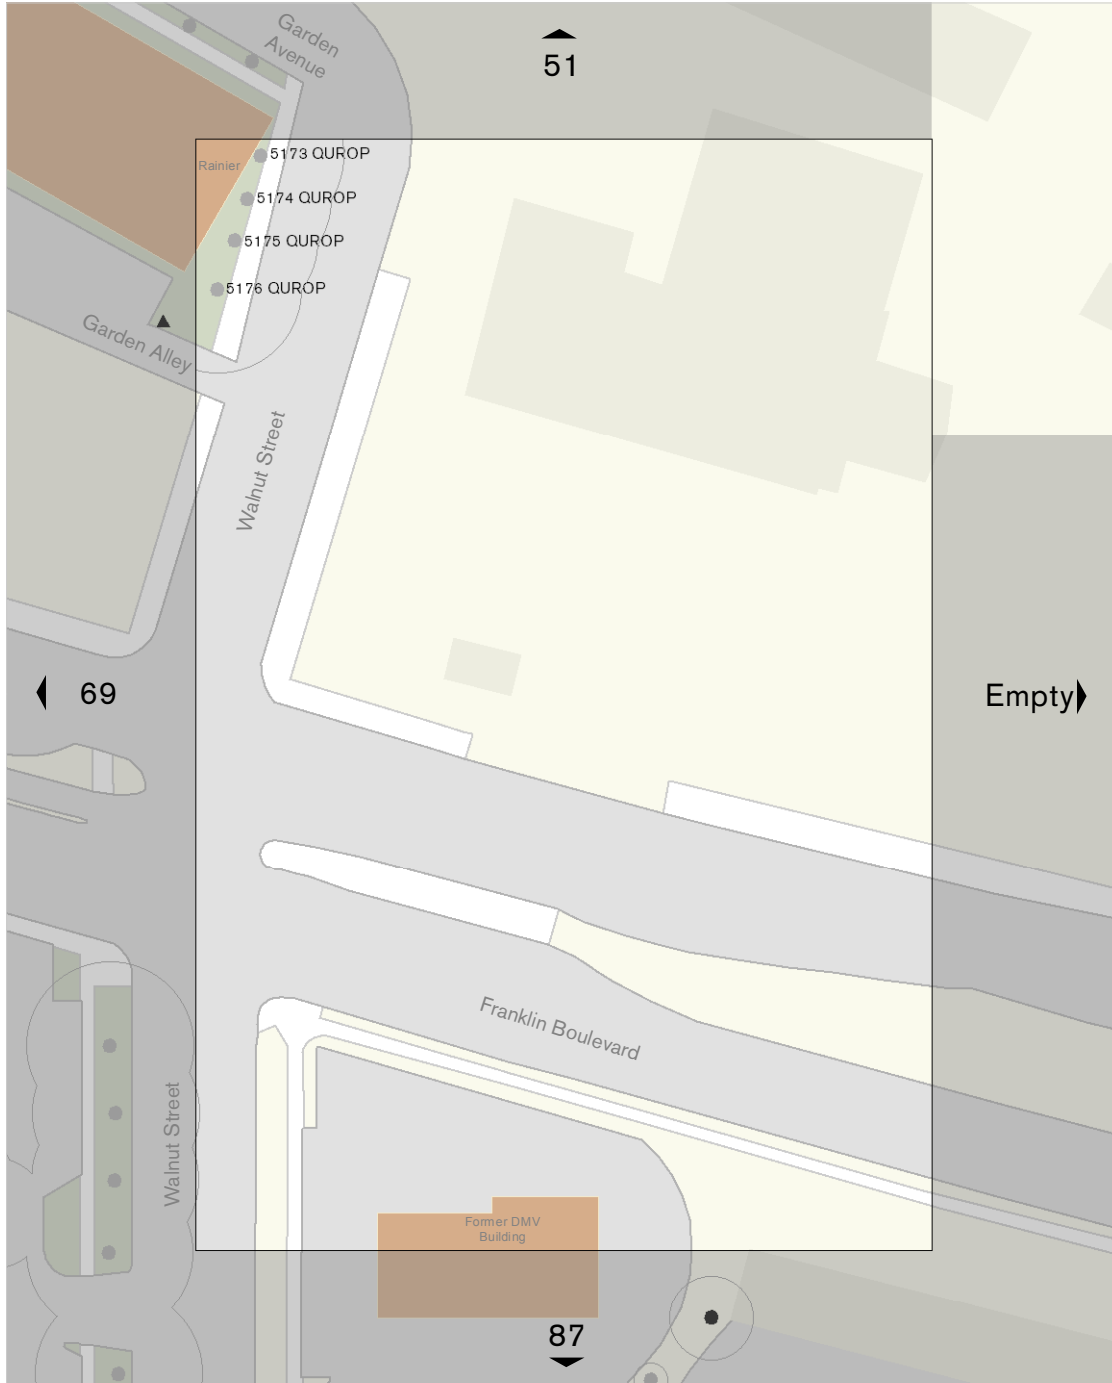 Garden
Avenue
51
Rainier
5173 QUROP
5174 QUROP
5175 QUROP
5176 QUROP
Garden Alley
Walnut Street
69
Empty
Franklin Boulevard
Walnut Street
Former DMV
Building
87